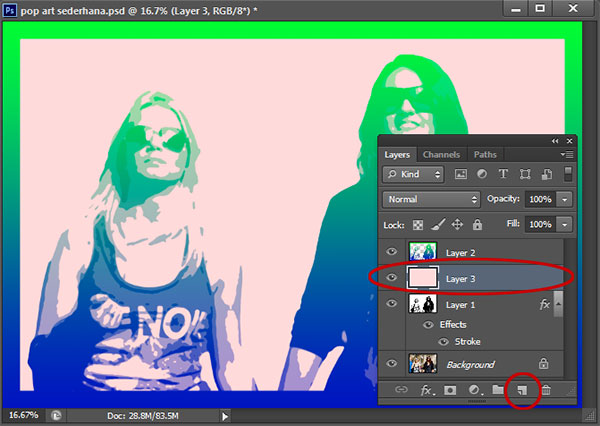 Ps pop art sederhana.psd @ 16.7% (Layer 3, RGB/8*) *
Layers Channels Paths
Kind
Normal Opacity: 100%
Lock: Fill: 100%
Layer 2
Layer 3
Layer 1 fx
Effects
Stroke
Background
fx
NO
16.67% Doc: 28.8M/83.5M